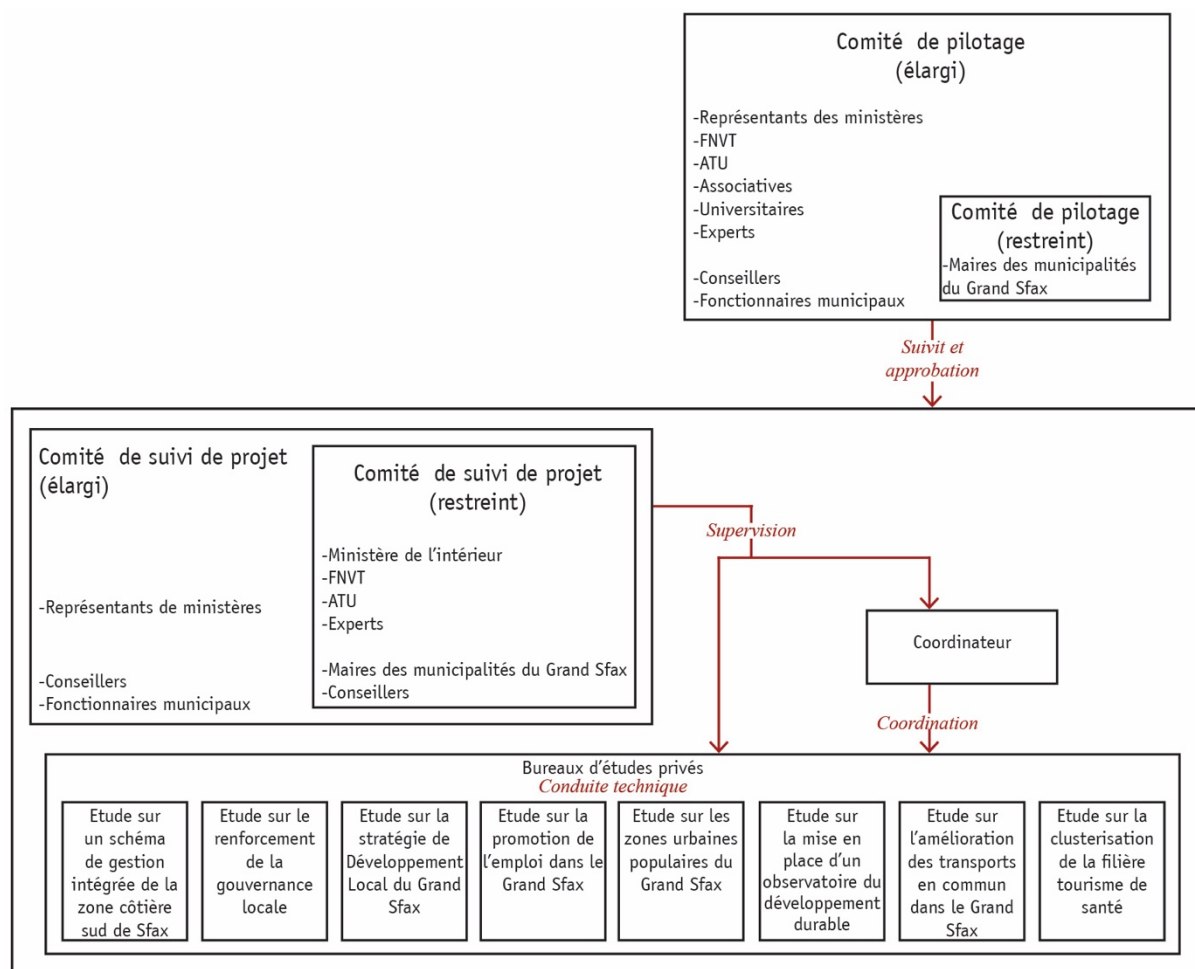 Comité de pilotage
(élargi)
-Représentants des ministères
-FNVT
-ATU
-Associatives
-Universitaires
-Experts
-Conseillers
-Fonctionnaires municipaux
Comité de pilotage
(restreint)
-Maires des municipalités
du Grand Sfax
Suivit et
approbation
Comité de suivi de projet
(élargi)
-Représentants de ministères
-Conseillers
-Fonctionnaires municipaux
Comité de suivi de projet
(restreint)
-Ministère de l'intérieur
-FNVT
-ATU
-Experts
-Maires des municipalités du Grand Sfax
-Conseillers
Supervision
Coordinateur
Coordination
Bureaux d'études privés
Conduite technique
Etude sur
un schéma
de gestion
intégrée de la
zone côtière
sud de Sfax
Etude sur le
renforcement
de la
gouvernance
locale
Etude sur la
stratégie de
Développement
Local du Grand
Sfax
Etude sur la
promotion de
l'emploi dans le
Grand Sfax
Etude sur les
zones urbaines
populaires du
Grand Sfax
Etude sur
la mise en
place d'un
observatoire du
développement
durable
Etude sur
l'amélioration
des transports
en commun
dans le Grand
Sfax
Etude sur la
clusterisation
de la filière
tourisme de
santé